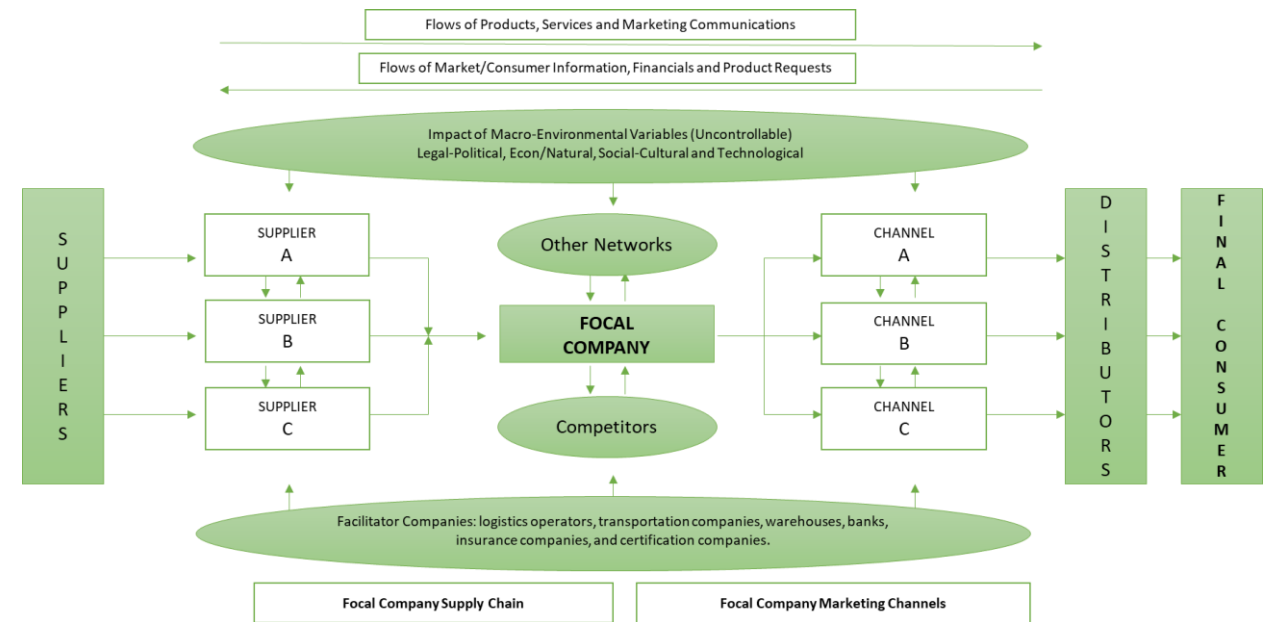 Flows of Products, Services and Marketing Communications
Flows of Market/Consumer Information, Financials and Product Requests
Impact of Macro-Environmental Variables (Uncontrollable)
Legal-Political, Econ/Natural, Social-Cultural and Technological
SUPPLIERS
SUPPLIER
A
SUPPLIER
B
SUPPLIER
C
Other Networks
FOCAL
COMPANY
Competitors
CHANNEL
A
CHANNEL
B
CHANNEL
C
DISTRIBUTORS
FINAL CONSUMER
Facilitator Companies: logistics operators, transportation companies, warehouses, banks,
insurance companies, and certification companies.
Focal Company Supply Chain
Focal Company Marketing Channels